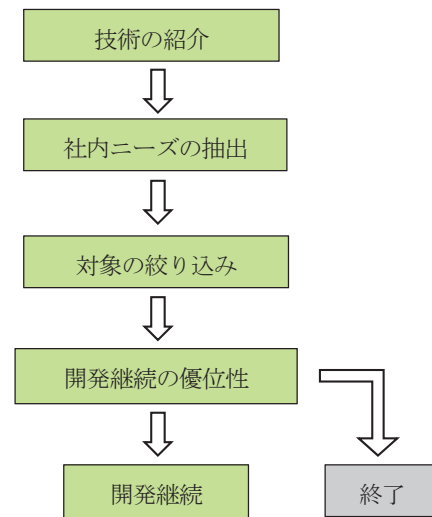 技術の紹介
社内ニーズの抽出
対象の絞り込み
開発継続の優位性
開発継続
終了